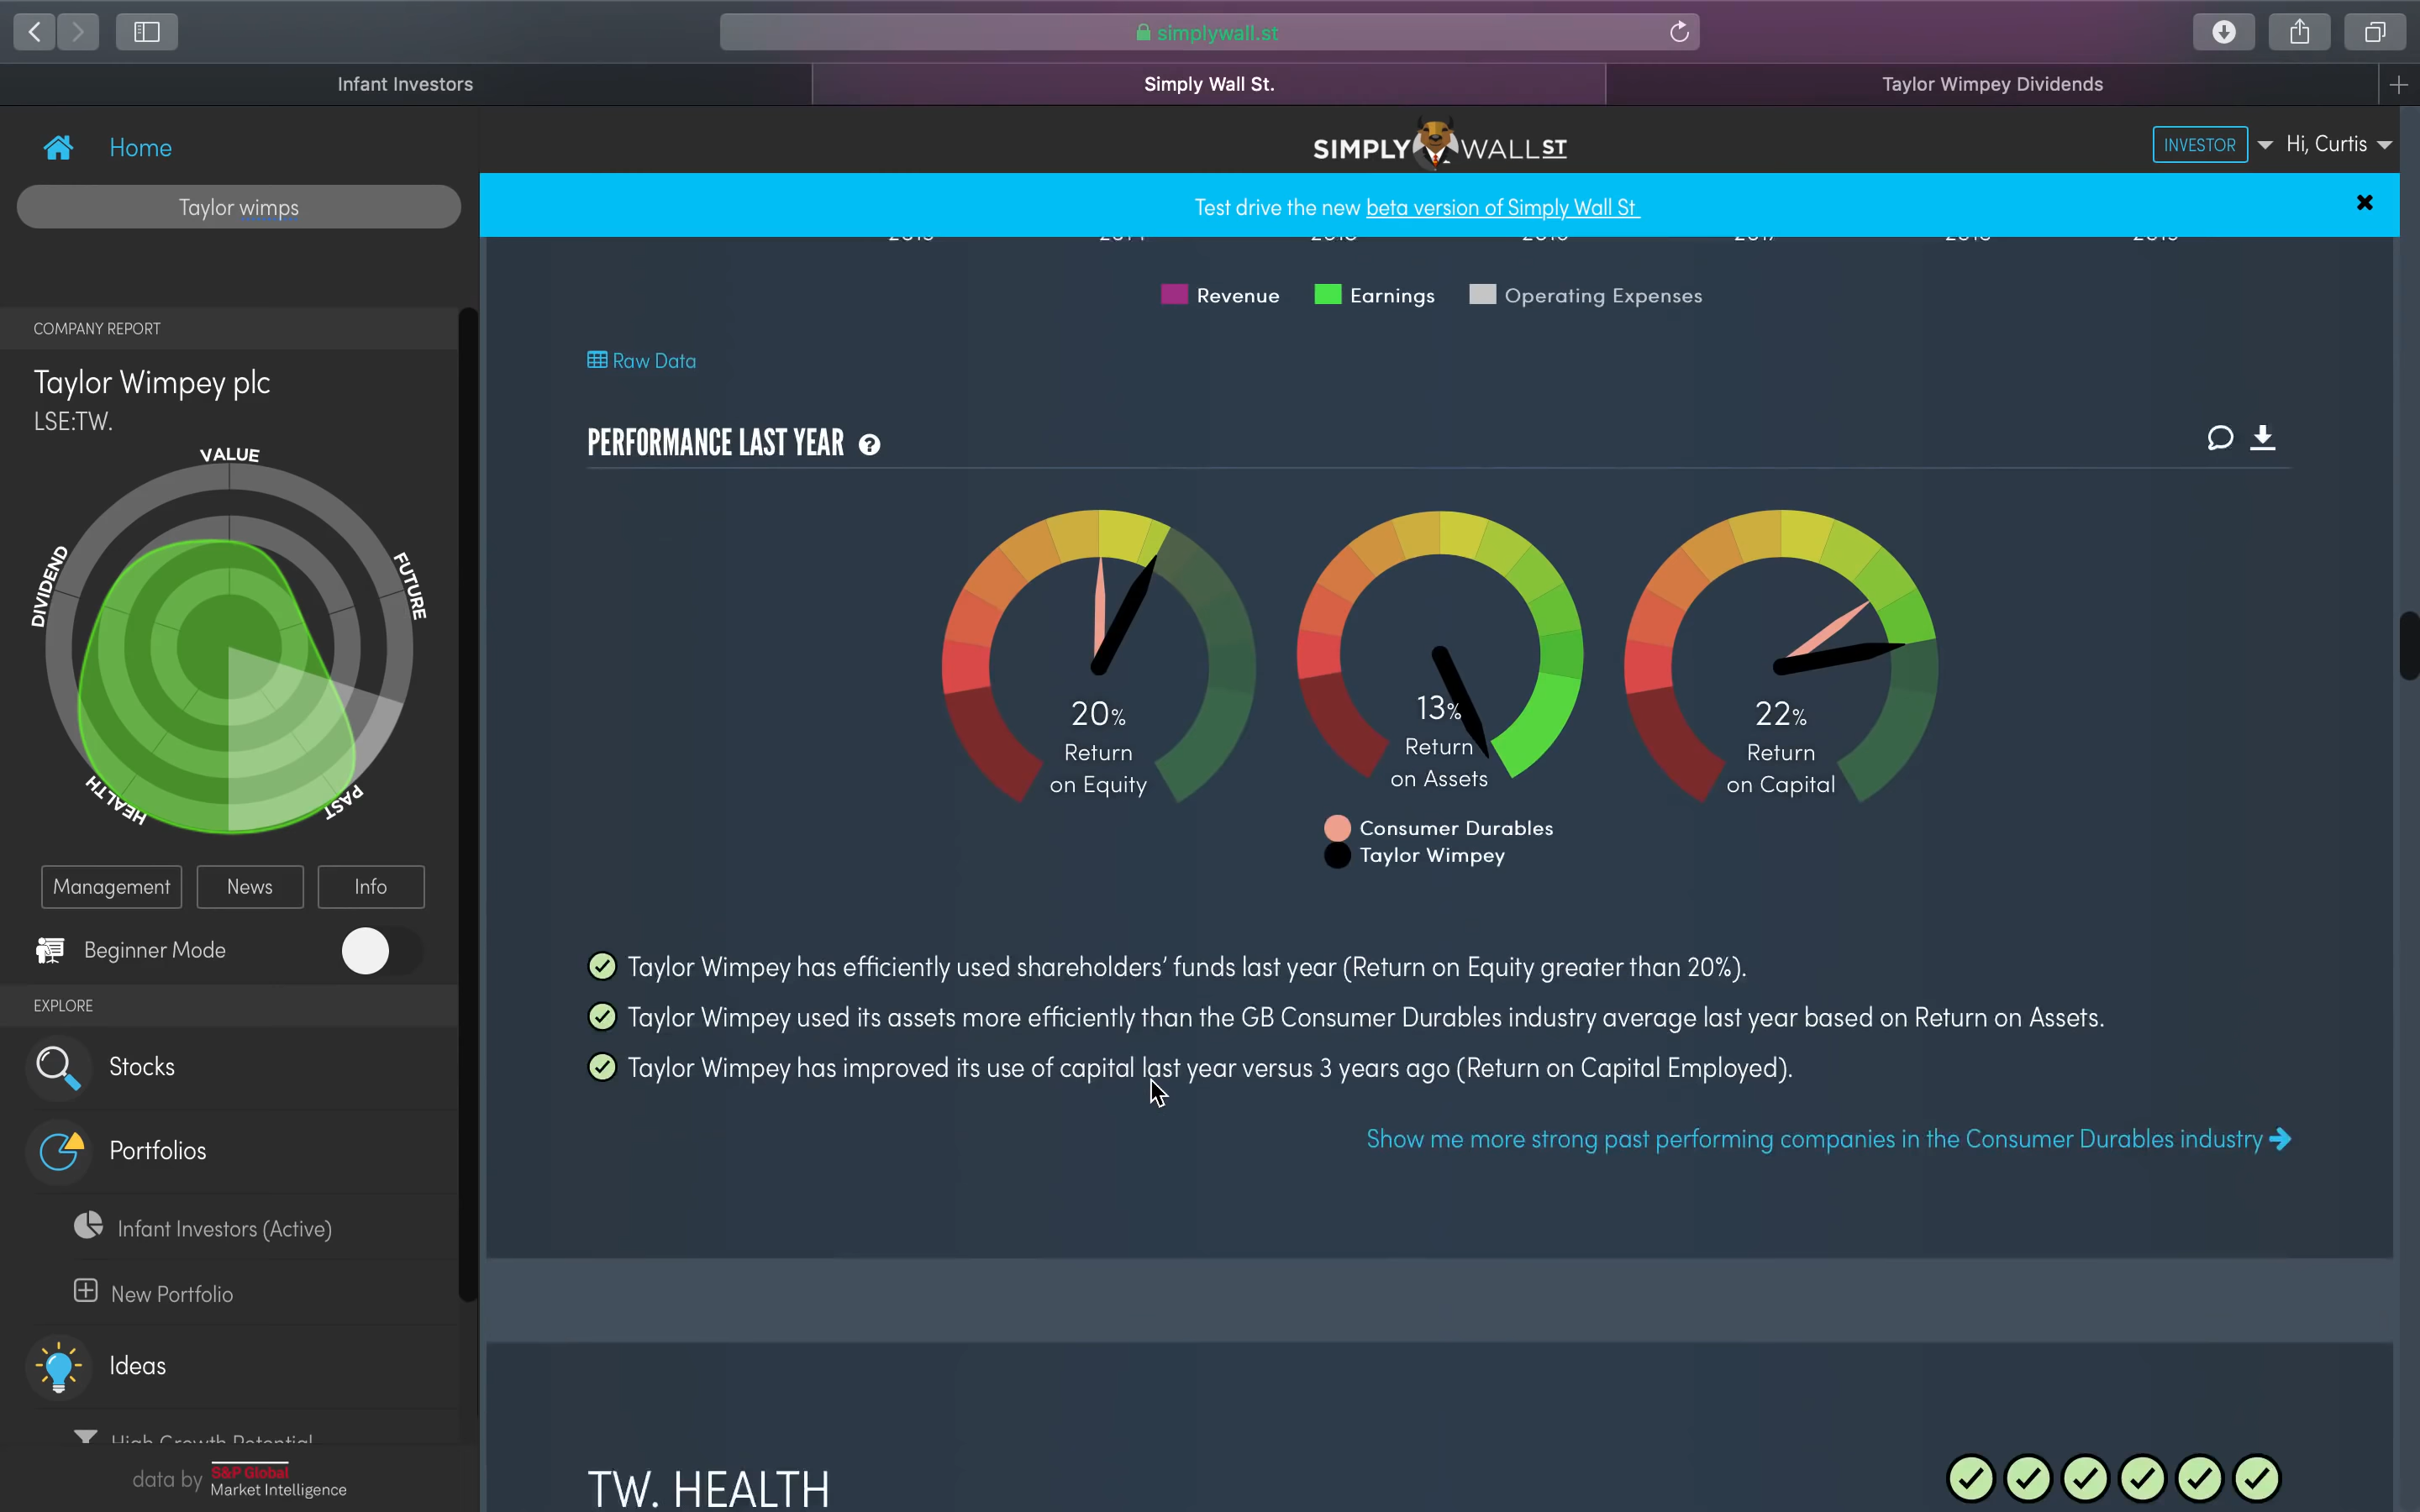 simplywall.st
Infant Investors
Simply Wall St.
Taylor Wimpey Dividends
Home
SIMPLY WALL ST
INVESTOR
Hi, Curtis
Taylor wimps
Test drive the new beta version of Simply Wall St
COMPANY REPORT
Taylor Wimpey plc
LSE:TW.
VALUE
FUTURE
PAST
HEALTH
DIVIDEND
Management
News
Info
Beginner Mode
EXPLORE
Stocks
Portfolios
Infant Investors (Active)
New Portfolio
Ideas
High Growth Potential
data by S&P Global
Market Intelligence
Revenue
Earnings
Operating Expenses
Raw Data
PERFORMANCE LAST YEAR
20%
Return
on Equity
13%
Return
on Assets
22%
Return
on Capital
Consumer Durables
Taylor Wimpey
Taylor Wimpey has efficiently used shareholders’ funds last year (Return on Equity greater than 20%).
Taylor Wimpey used its assets more efficiently than the GB Consumer Durables industry average last year based on Return on Assets.
Taylor Wimpey has improved its use of capital last year versus 3 years ago (Return on Capital Employed).
Show me more strong past performing companies in the Consumer Durables industry
TW. HEALTH